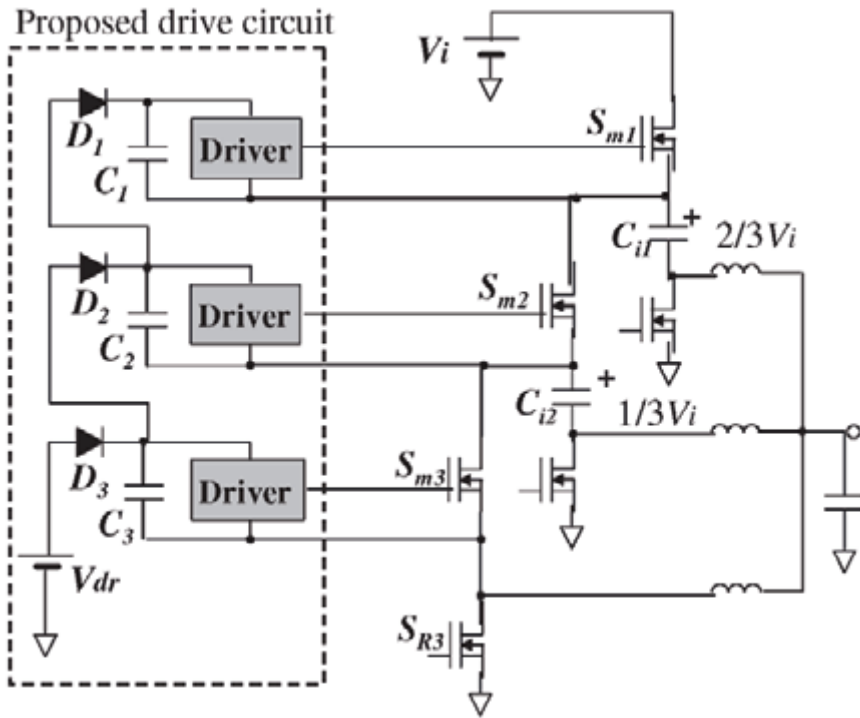 Proposed drive circuit
Vi
D1
C1
Driver
Sm1
Ci1
+
2/3Vi
D2
C2
Driver
Sm2
Ci2
+
1/3Vi
D3
C3
Driver
Sm3
Vdr
SR3